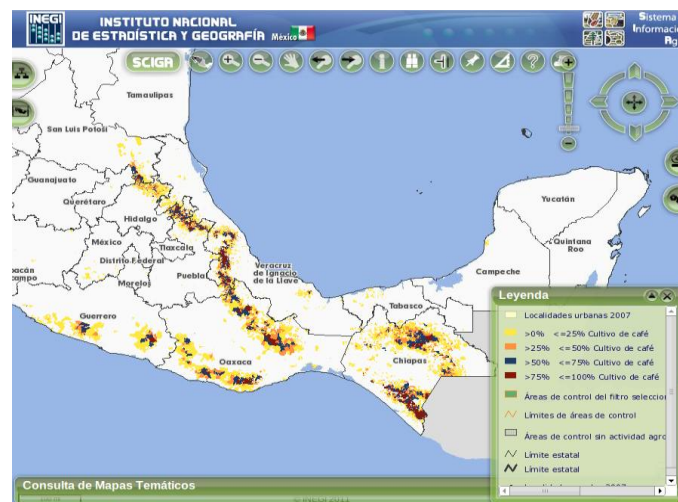 INEGI
INSTITUTO NACIONAL
DE ESTADÍSTICA Y GEOGRAFÍA México
Sistema
Informació
Ag
SCIGA
Tamaulipas
San Luis Potosí
Guanajuato
Querétaro
Hidalgo
México
Tlaxcala
Distrito Federal
Puebla
Morelos
Veracruz
de Ignacio
de la Llave
Yucatán
Quintana
Roo
Campeche
Tabasco
Guerrero
Oaxaca
Chiapas
Leyenda
Localidades urbanas 2007
>0% <=25% Cultivo de café
>25% <=50% Cultivo de café
>50% <=75% Cultivo de café
>75% <=100% Cultivo de café
Áreas de control del filtro seleccio
Límites de áreas de control
Áreas de control sin actividad agro
Límite estatal
Límite estatal
Consulta de Mapas Temáticos